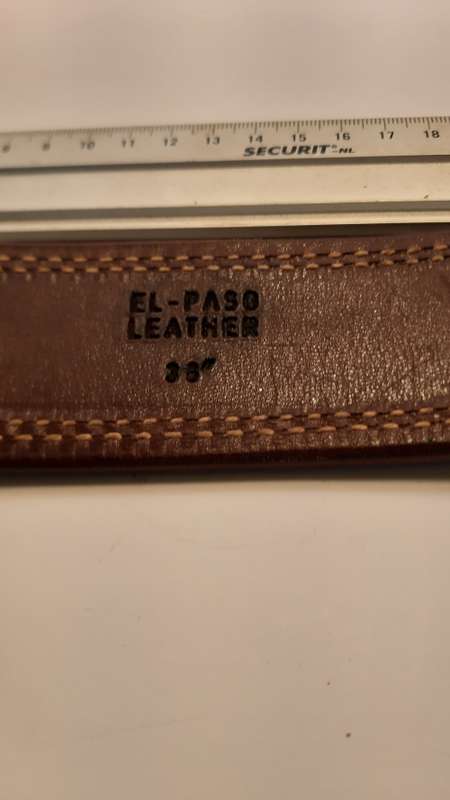 8 9 10 11 12 13 14 15 16 17 18
SECURIT®-NL
EL-PASO
LEATHER
38"